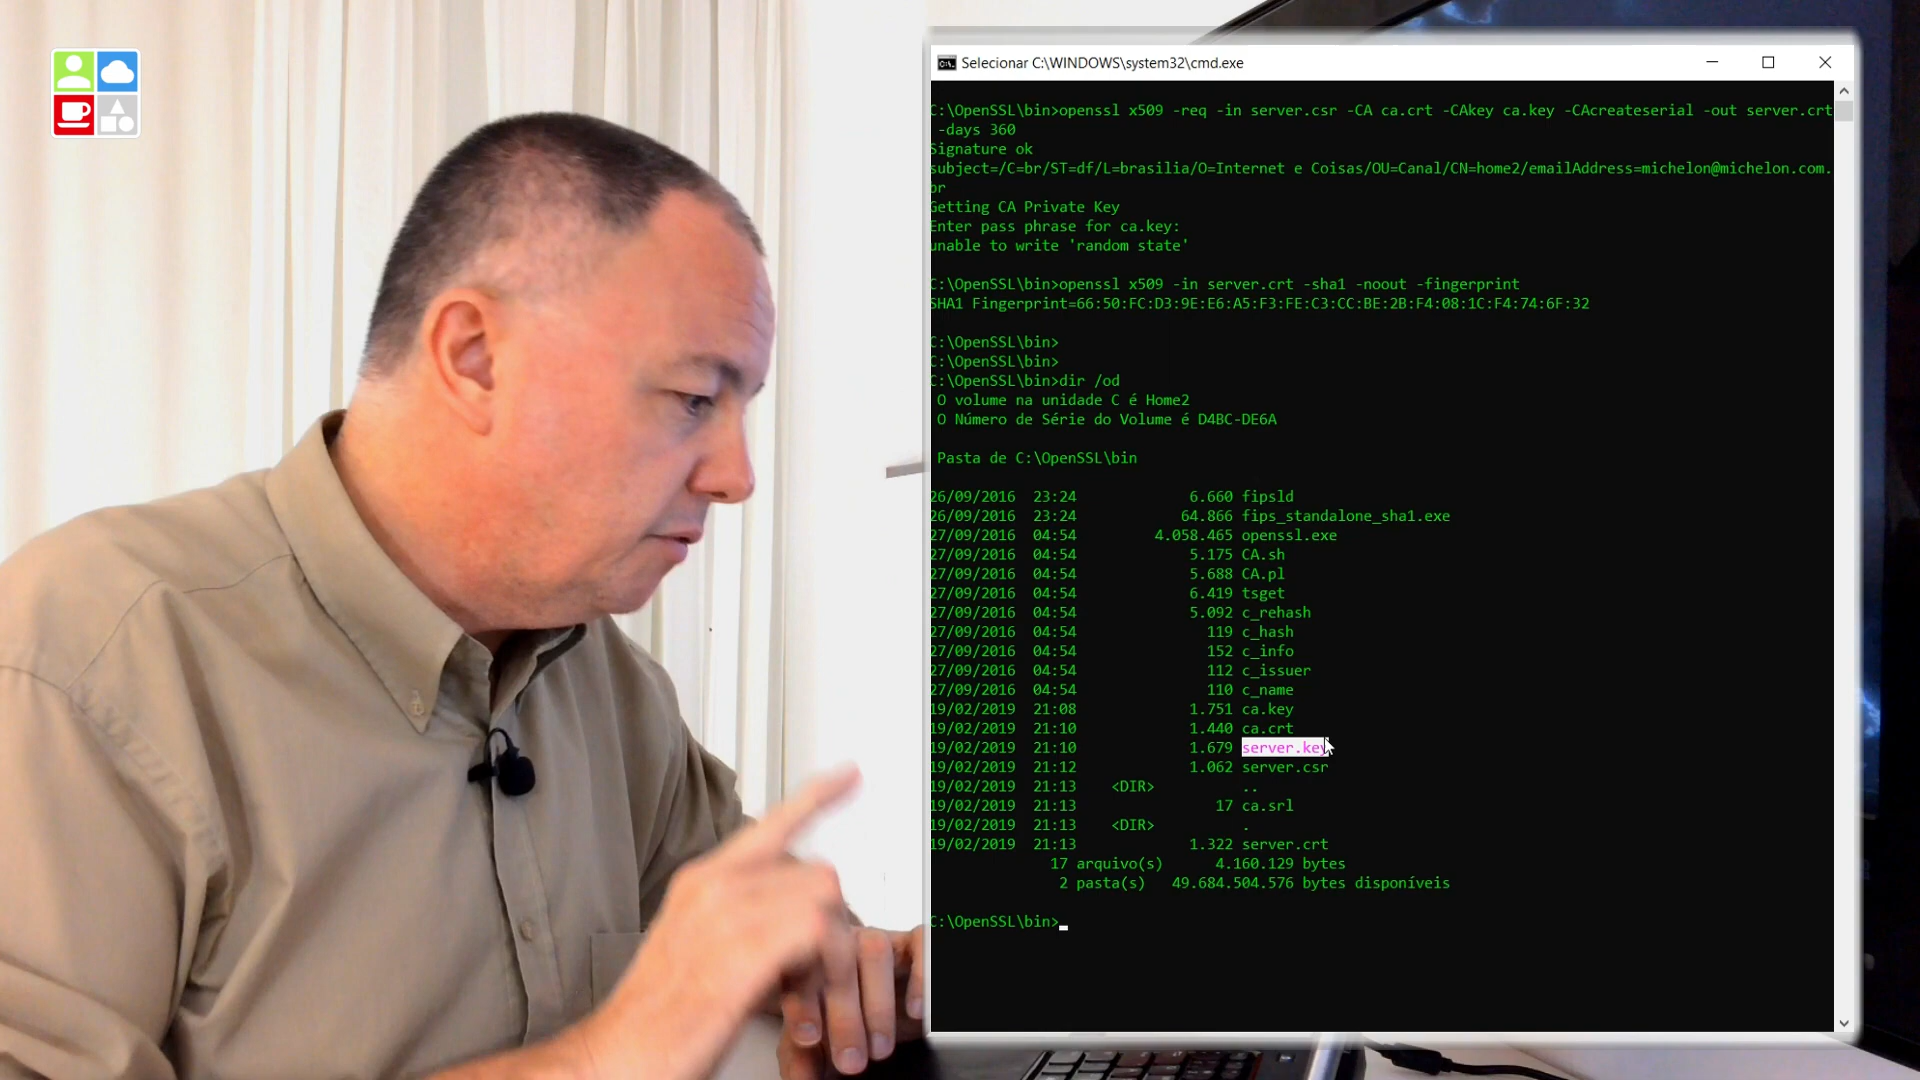 Selecionar C:\WINDOWS\system32\cmd.exe
C:\OpenSSL\bin>openssl x509 -req -in server.csr -CA ca.crt -CAkey ca.key -CAcreateserial -out server.crt
-days 360
Signature ok
subject=/C=br/ST=df/L=brasilia/O=Internet e Coisas/OU=Canal/CN=home2/emailAddress=michelon@michelon.com.
br
Getting CA Private Key
Enter pass phrase for ca.key:
unable to write 'random state'
C:\OpenSSL\bin>openssl x509 -in server.crt -sha1 -noout -fingerprint
SHA1 Fingerprint=66:50:FC:D3:9E:E6:A5:F3:FE:C3:CC:BE:2B:F4:08:1C:F4:74:6F:32
C:\OpenSSL\bin>
C:\OpenSSL\bin>
C:\OpenSSL\bin>dir /od
O volume na unidade C é Home2
O Número de Série do Volume é D4BC-DE6A
Pasta de C:\OpenSSL\bin
26/09/2016 23:24 6.660 fipsld
26/09/2016 23:24 64.866 fips_standalone_sha1.exe
27/09/2016 04:54 4.058.465 openssl.exe
27/09/2016 04:54 5.175 CA.sh
27/09/2016 04:54 5.688 CA.pl
27/09/2016 04:54 6.419 tsget
27/09/2016 04:54 5.092 c_rehash
27/09/2016 04:54 119 c_hash
27/09/2016 04:54 152 c_info
27/09/2016 04:54 112 c_issuer
27/09/2016 04:54 110 c_name
19/02/2019 21:08 1.751 ca.key
19/02/2019 21:10 1.440 ca.crt
19/02/2019 21:10 1.679 server.key
19/02/2019 21:12 1.062 server.csr
19/02/2019 21:13 <DIR> ..
19/02/2019 21:13 17 ca.srl
19/02/2019 21:13 <DIR> .
19/02/2019 21:13 1.322 server.crt
17 arquivo(s) 4.160.129 bytes
2 pasta(s) 49.684.504.576 bytes disponíveis
C:\OpenSSL\bin>